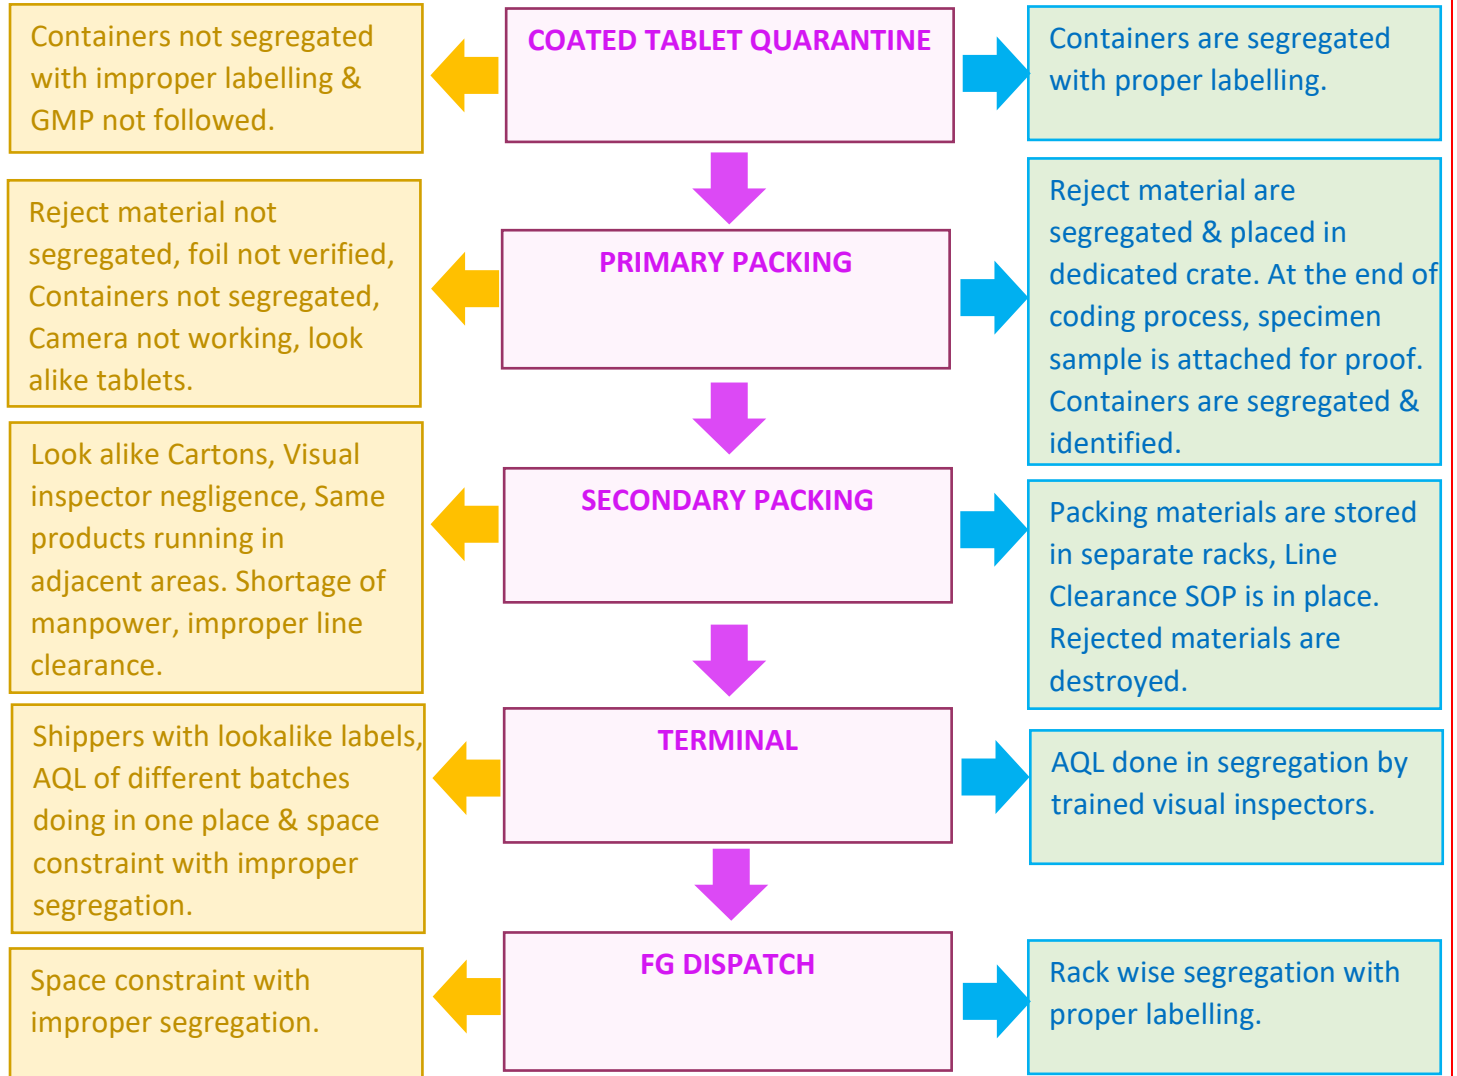 Containers not segregated
with improper labelling &
GMP not followed.
COATED TABLET QUARANTINE
Containers are segregated
with proper labelling.
Reject material not
segregated, foil not verified,
Containers not segregated,
Camera not working, look
alike tablets.
PRIMARY PACKING
Reject material are
segregated & placed in
dedicated crate. At the end of
coding process, specimen
sample is attached for proof.
Containers are segregated &
identified.
Look alike Cartons, Visual
inspector negligence, Same
products running in
adjacent areas. Shortage of
manpower, improper line
clearance.
SECONDARY PACKING
Packing materials are stored
in separate racks, Line
Clearance SOP is in place.
Rejected materials are
destroyed.
Shippers with lookalike labels,
AQL of different batches
doing in one place & space
constraint with improper
segregation.
TERMINAL
AQL done in segregation by
trained visual inspectors.
Space constraint with
improper segregation.
FG DISPATCH
Rack wise segregation with
proper labelling.